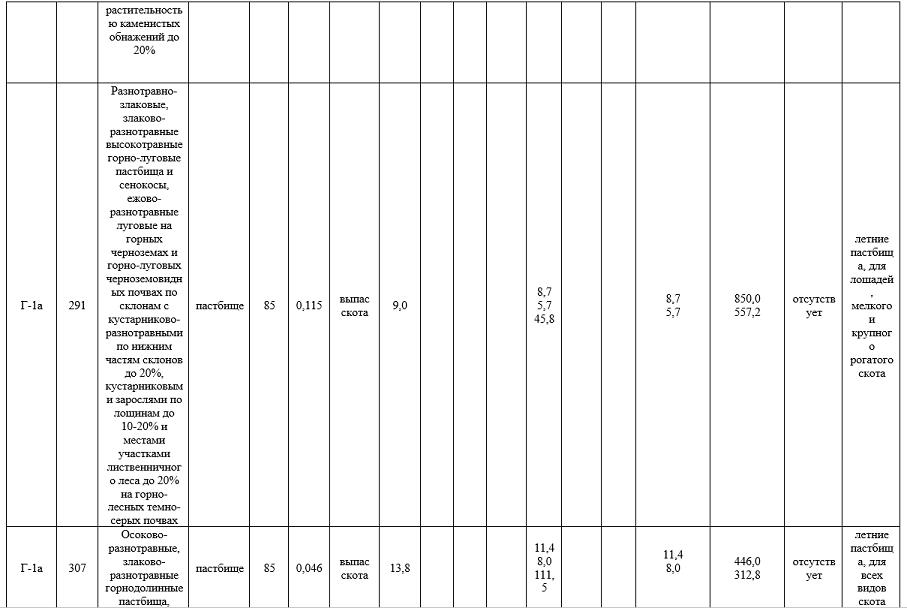 растительность
ю каменистых
обнажений до
20%
Г-1а
291
Разнотравно-
злаковые,
злаково-
разнотравные
высокотравные
горно-луговые
пастбища и
сенокосы,
ежово-
разнотравные
луговые на
горных
черноземах и
горно-луговых
черноземовидн
ых почвах по
склонам с
кустарниково-
разнотравными
по нижним
частям склонов
до 20%,
кустарниковым
и зарослями по
лощинам до
10-20% и
местами
участками
лиственничног
о леса до 20%
на горно-
лесных темно-
серых почвах
пастбище
85
0,115
выпас
скота
9,0
8,7
5,7
45,8
8,7
5,7
850,0
557,2
отсутств
ует
летние
пастбищ
а, для
лошадей
,
мелкого
и
крупног
о
рогатого
скота
Г-1а
307
Осоково-
разнотравные,
злаково-
разнотравные
горнодолинные
пастбища,
пастбище
85
0,046
выпас
скота
13,8
11,4
8,0
111,
5
11,4
8,0
446,0
312,8
отсутств
ует
летние
пастбищ
а, для
всех
видов
скота